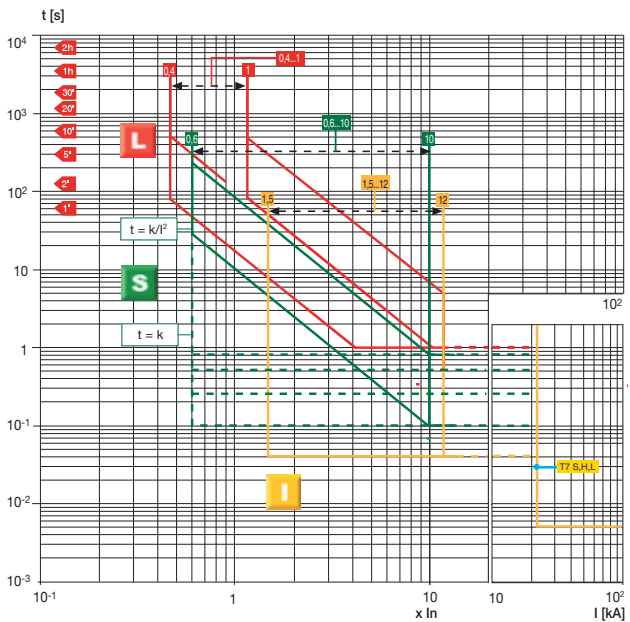 t [s]
10⁴
2h
1h
30'
20'
10³
10'
5'
10²
2'
1'
10
1
10⁻¹
10⁻²
10⁻³
0,4
1
0,4...1
L
0,6
0,6...10
10
1,5
1,5...12
12
t = k/I²
S
t = k
I
10²
T7 S,H,L
10⁻¹
1
10
10
10²
x In
I [kA]